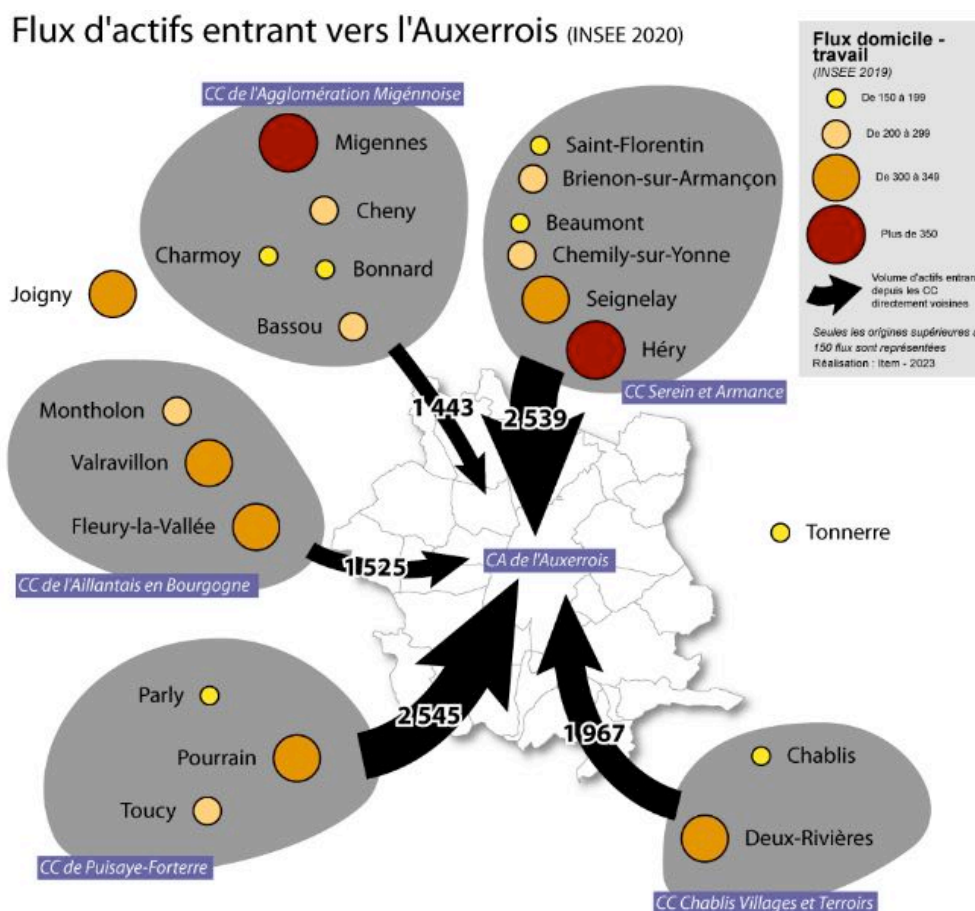 Flux d'actifs entrant vers l'Auxerrois (INSEE 2020)
Flux domicile -
travail
(INSEE 2019)
De 150 à 199
De 200 à 299
De 300 à 349
Plus de 350
Volume d'actifs entrant
depuis les CC
directement voisines
Seules les origines supérieures à
150 flux sont représentées
Réalisation : Item - 2023
CC de l'Agglomération Migénnoise
Migennes
Cheny
Charmoy
Bonnard
Bassou
Joigny
Saint-Florentin
Brienon-sur-Armançon
Beaumont
Chemily-sur-Yonne
Seignelay
Héry
CC Serein et Armance
1 443
2 539
Montholon
Valravillon
Fleury-la-Vallée
CC de l'Aillantais en Bourgogne
1 525
CA de l'Auxerrois
Tonnerre
Parly
Pourrain
Toucy
CC de Puisaye-Forterre
2 545
1 967
Chablis
Deux-Rivières
CC Chablis Villages et Terroirs